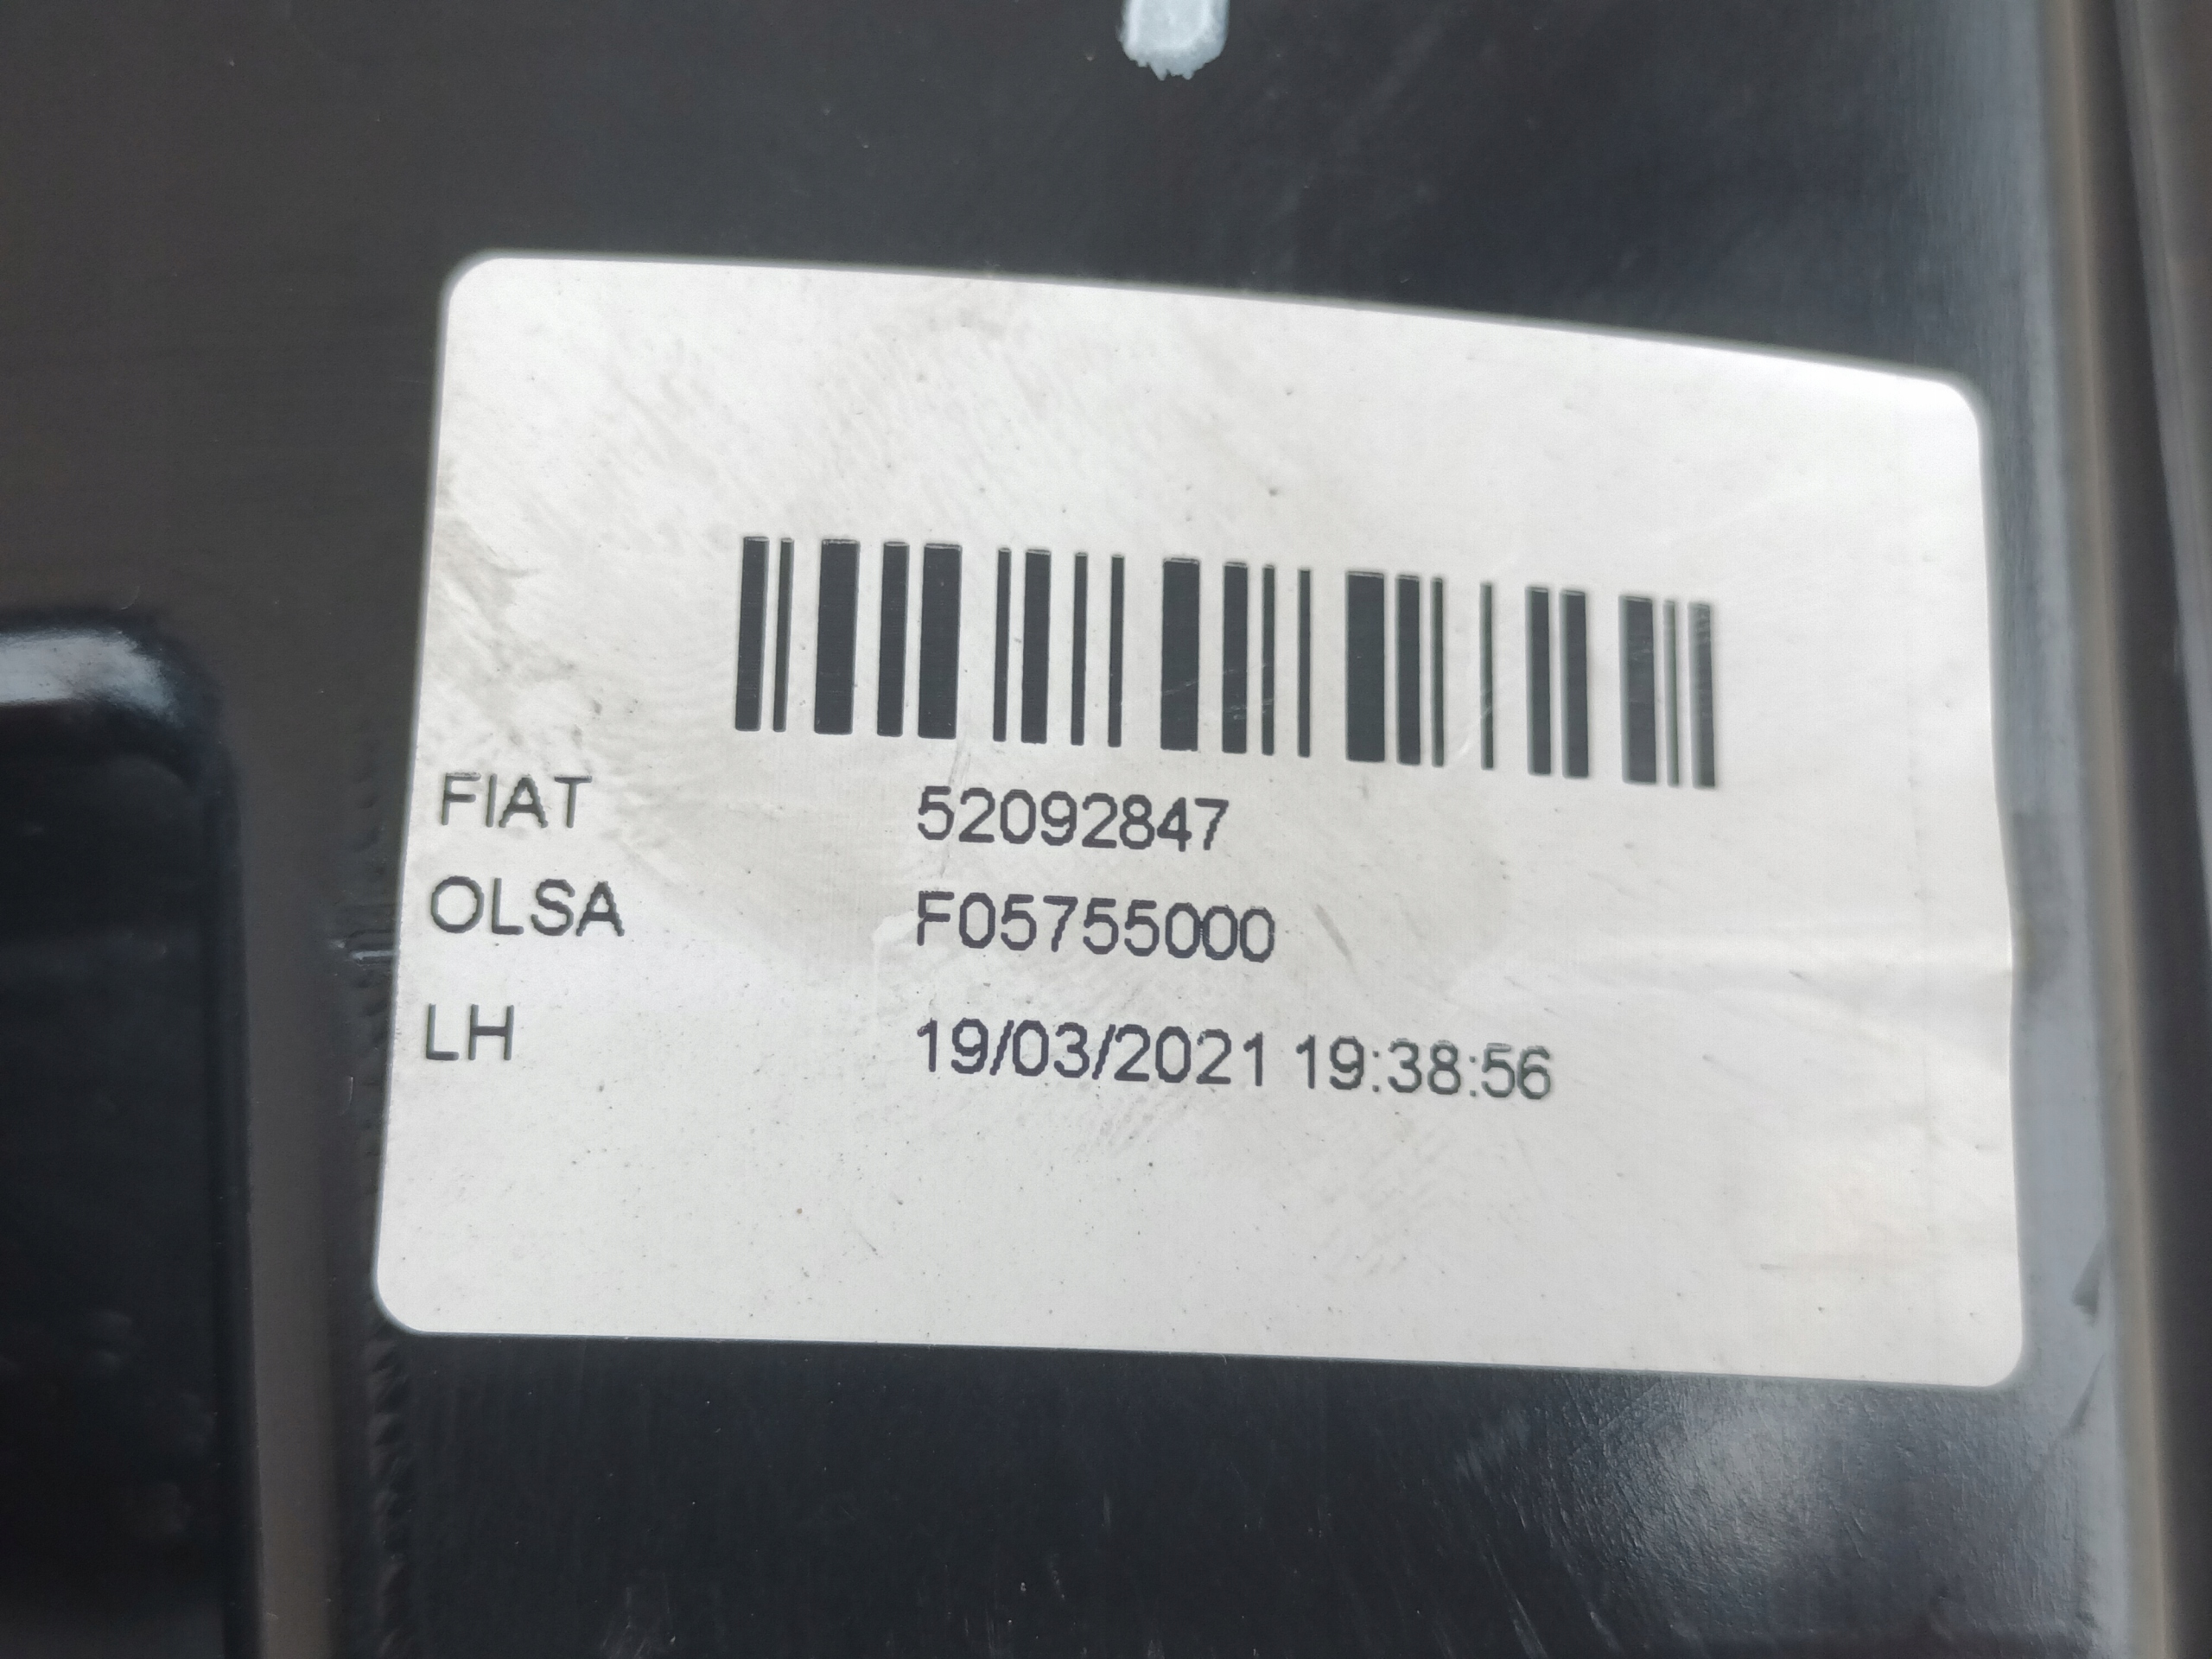 FIAT 52092847
OLSA F05755000
LH 19/03/2021 19:38:56